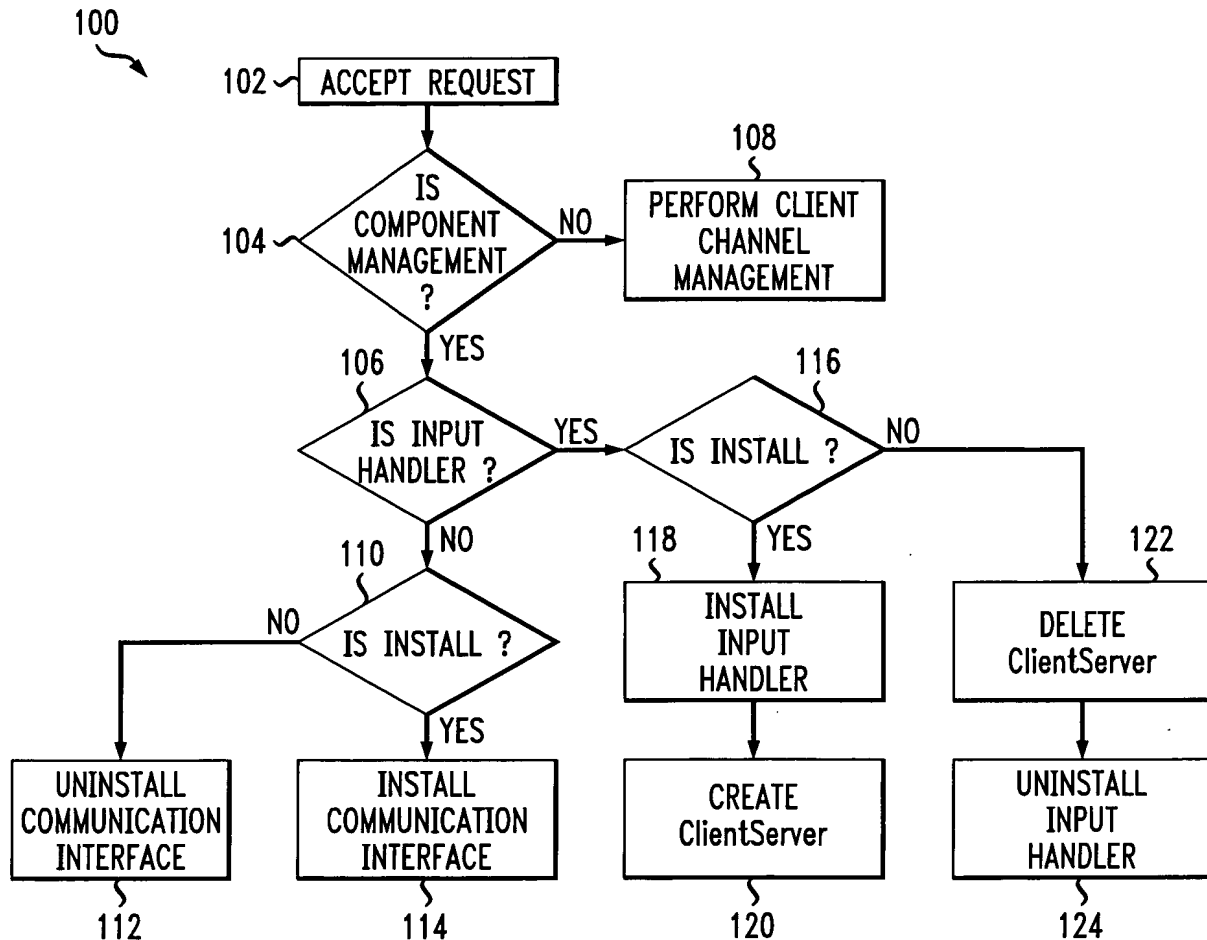 100
102
ACCEPT REQUEST
104
IS
COMPONENT
MANAGEMENT
?
NO
108
PERFORM CLIENT
CHANNEL
MANAGEMENT
YES
106
IS INPUT
HANDLER ?
YES
116
IS INSTALL ?
NO
NO
110
IS INSTALL ?
NO
YES
YES
118
INSTALL
INPUT
HANDLER
122
DELETE
ClientServer
UNINSTALL
COMMUNICATION
INTERFACE
112
INSTALL
COMMUNICATION
INTERFACE
114
CREATE
ClientServer
120
UNINSTALL
INPUT
HANDLER
124